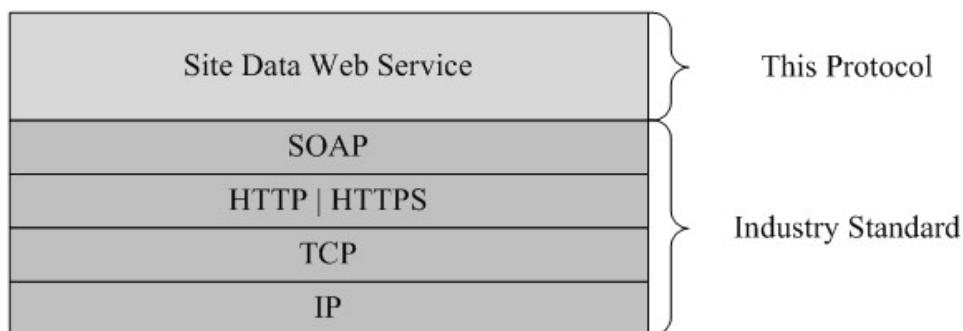 Site Data Web Service
This Protocol
SOAP
HTTP | HTTPS
TCP
IP
Industry Standard